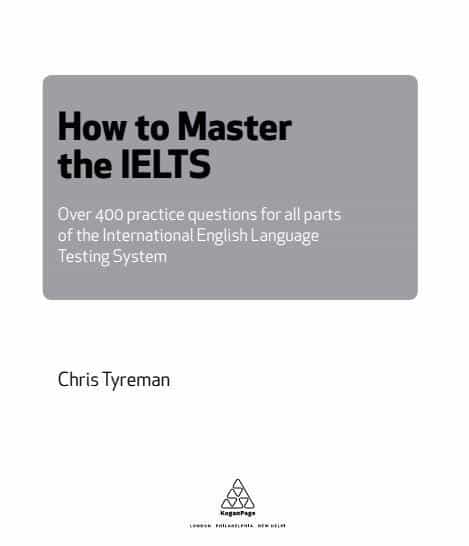 How to Master
the IELTS
Over 400 practice questions for all parts
of the International English Language
Testing System
Chris Tyreman
KoganPage
LONDON PHILADELPHIA NEW DELHI